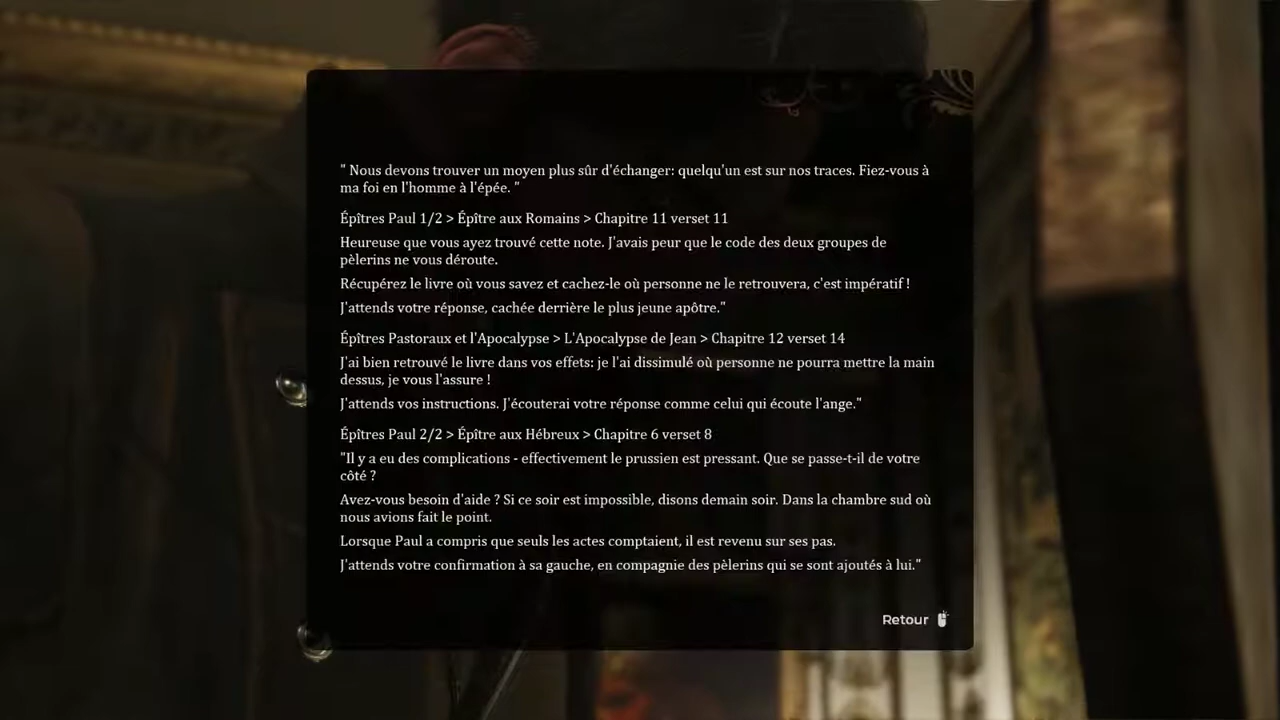 " Nous devons trouver un moyen plus sûr d'échanger: quelqu'un est sur nos traces. Fiez-vous à
ma foi en l'homme à l'épée. "
Épîtres Paul 1/2 > Épître aux Romains > Chapitre 11 verset 11
Heureuse que vous ayez trouvé cette note. J'avais peur que le code des deux groupes de
pèlerins ne vous déroute.
Récupérez le livre où vous savez et cachez-le où personne ne le retrouvera, c'est impératif !
J'attends votre réponse, cachée derrière le plus jeune apôtre."
Épîtres Pastoraux et l'Apocalypse > L'Apocalypse de Jean > Chapitre 12 verset 14
J'ai bien retrouvé le livre dans vos effets: je l'ai dissimulé où personne ne pourra mettre la main
dessus, je vous l'assure !
J'attends vos instructions. J'écouterai votre réponse comme celui qui écoute l'ange."
Épîtres Paul 2/2 > Épître aux Hébreux > Chapitre 6 verset 8
"Il y a eu des complications - effectivement le prussien est pressant. Que se passe-t-il de votre
côté ?
Avez-vous besoin d'aide ? Si ce soir est impossible, disons demain soir. Dans la chambre sud où
nous avions fait le point.
Lorsque Paul a compris que seuls les actes comptaient, il est revenu sur ses pas.
J'attends votre confirmation à sa gauche, en compagnie des pèlerins qui se sont ajoutés à lui."
Retour